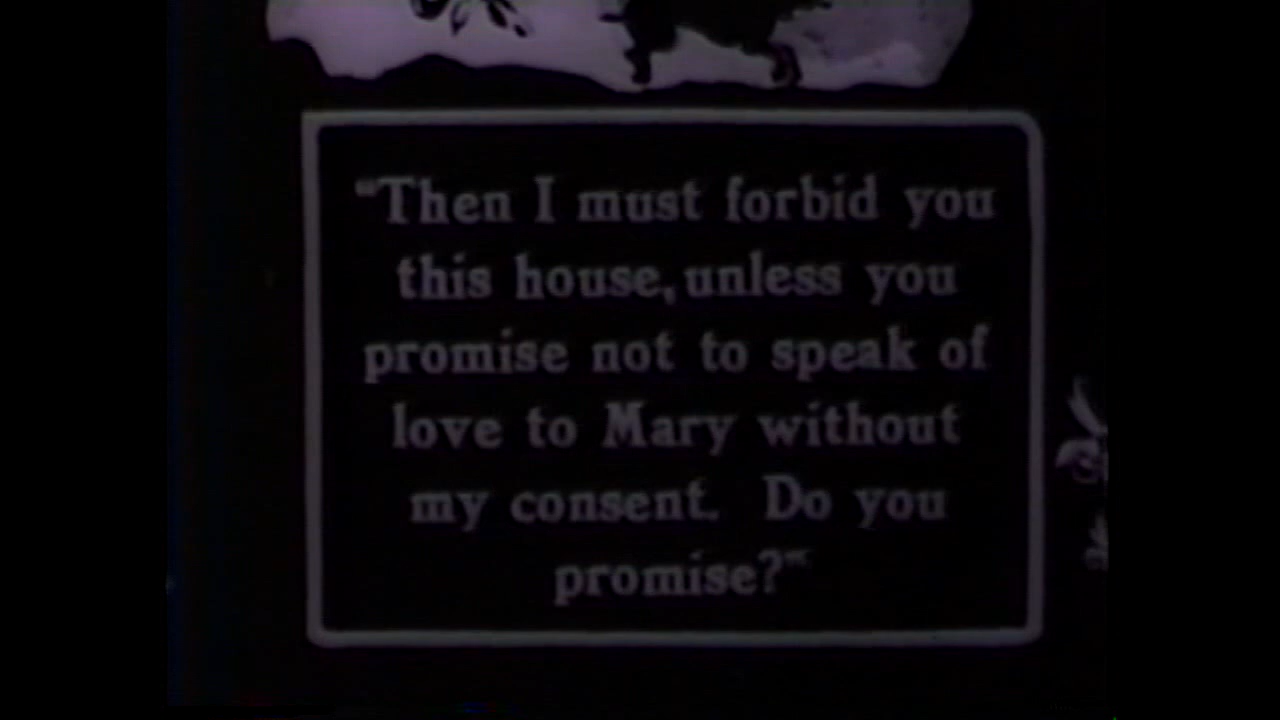 "Then I must forbid you
this house, unless you
promise not to speak of
love to Mary without
my consent. Do you
promise?"